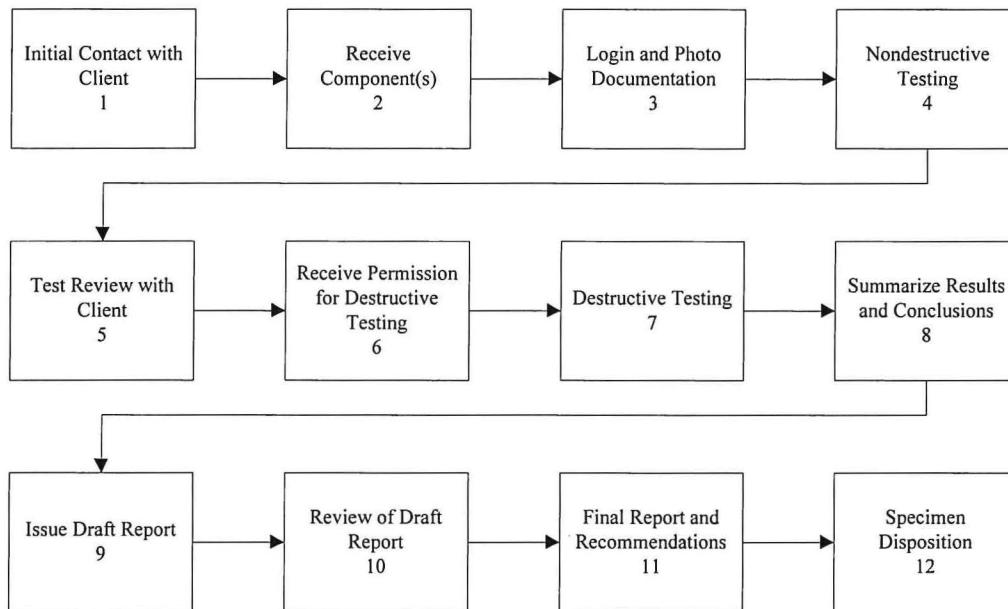 Initial Contact with
Client
1
Receive
Component(s)
2
Login and Photo
Documentation
3
Nondestructive
Testing
4
Test Review with
Client
5
Receive Permission
for Destructive
Testing
6
Destructive Testing
7
Summarize Results
and Conclusions
8
Issue Draft Report
9
Review of Draft
Report
10
Final Report and
Recommendations
11
Specimen
Disposition
12